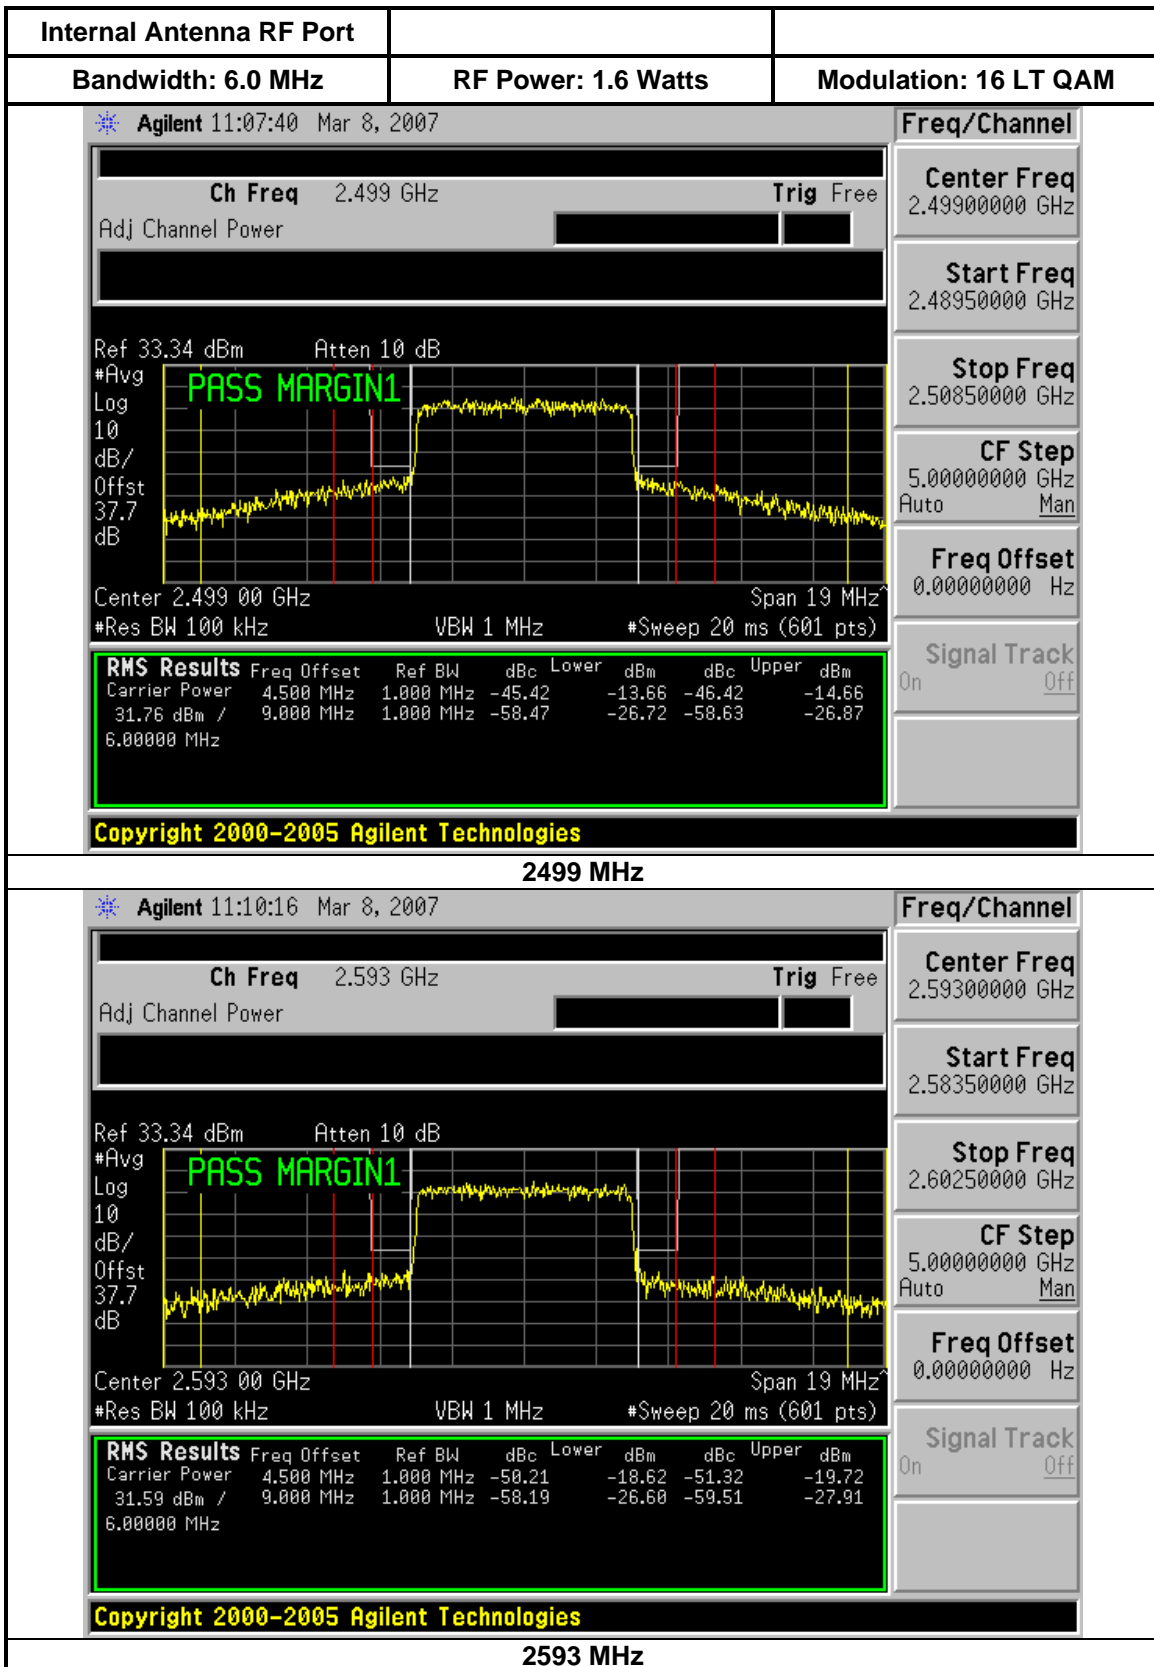 Internal Antenna RF Port
Bandwidth: 6.0 MHz RF Power: 1.6 Watts Modulation: 16 LT QAM
Agilent 11:07:40 Mar 8, 2007 Freq/Channel
Ch Freq 2.499 GHz Trig Free
Adj Channel Power
Center Freq
2.49900000 GHz
Start Freq
2.48950000 GHz
Stop Freq
2.50850000 GHz
CF Step
5.00000000 GHz
Auto Man
Freq Offset
0.00000000 Hz
Signal Track
On Off
Ref 33.34 dBm Atten 10 dB
#Avg
Log
10
dB/
Offst
37.7
dB
PASS MARGIN1
Center 2.499 00 GHz Span 19 MHz^
#Res BW 100 kHz VBW 1 MHz #Sweep 20 ms (601 pts)
RMS Results Freq Offset Ref BW dBc Lower dBm dBc Upper dBm
Carrier Power 4.500 MHz 1.000 MHz -45.42 -13.66 -46.42 -14.66
31.76 dBm / 9.000 MHz 1.000 MHz -58.47 -26.72 -58.63 -26.87
6.00000 MHz
Copyright 2000-2005 Agilent Technologies
2499 MHz
Agilent 11:10:16 Mar 8, 2007 Freq/Channel
Ch Freq 2.593 GHz Trig Free
Adj Channel Power
Center Freq
2.59300000 GHz
Start Freq
2.58350000 GHz
Stop Freq
2.60250000 GHz
CF Step
5.00000000 GHz
Auto Man
Freq Offset
0.00000000 Hz
Signal Track
On Off
Ref 33.34 dBm Atten 10 dB
#Avg
Log
10
dB/
Offst
37.7
dB
PASS MARGIN1
Center 2.593 00 GHz Span 19 MHz^
#Res BW 100 kHz VBW 1 MHz #Sweep 20 ms (601 pts)
RMS Results Freq Offset Ref BW dBc Lower dBm dBc Upper dBm
Carrier Power 4.500 MHz 1.000 MHz -50.21 -18.62 -51.32 -19.72
31.59 dBm / 9.000 MHz 1.000 MHz -58.19 -26.60 -59.51 -27.91
6.00000 MHz
Copyright 2000-2005 Agilent Technologies
2593 MHz